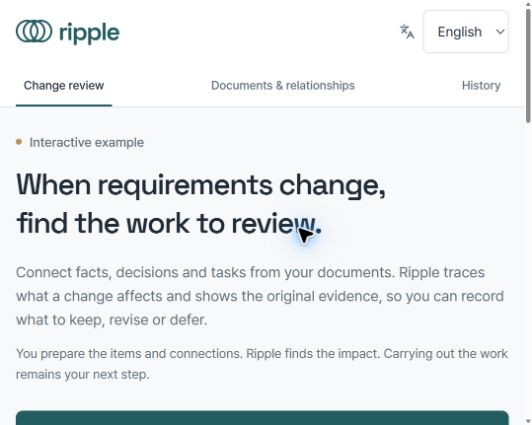 ripple
English
Change review
Documents & relationships
History
Interactive example
When requirements change,
find the work to review.
Connect facts, decisions and tasks from your documents. Ripple traces
what a change affects and shows the original evidence, so you can record
what to keep, revise or defer.
You prepare the items and connections. Ripple finds the impact. Carrying out the work
remains your next step.